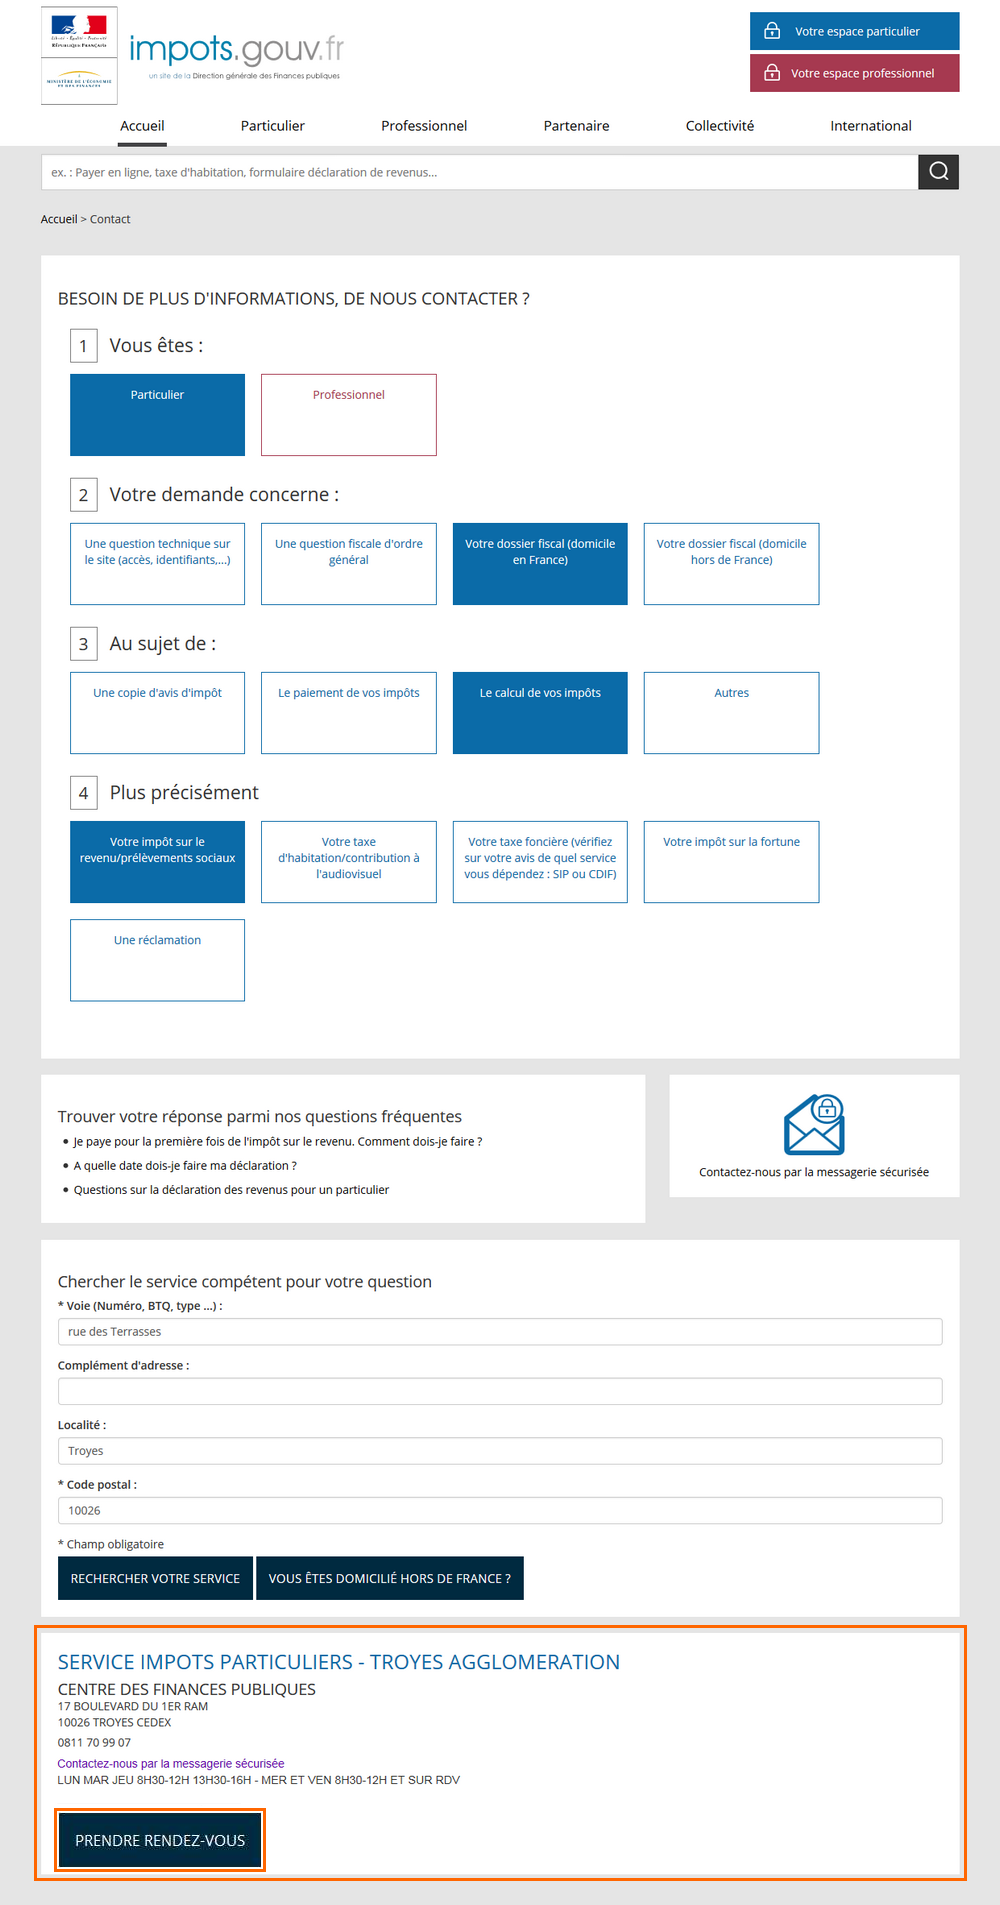 Liberté • Égalité • Fraternité
RÉPUBLIQUE FRANÇAISE
MINISTÈRE DE L'ÉCONOMIE
ET DES FINANCES
impots.gouv.fr
un site de la Direction générale des Finances publiques
Votre espace particulier
Votre espace professionnel
Accueil Particulier Professionnel Partenaire Collectivité International
ex. : Payer en ligne, taxe d'habitation, formulaire déclaration de revenus...
Accueil > Contact
BESOIN DE PLUS D'INFORMATIONS, DE NOUS CONTACTER ?
1 Vous êtes :
Particulier
Professionnel
2 Votre demande concerne :
Une question technique sur
le site (accès, identifiants,...)
Une question fiscale d'ordre
général
Votre dossier fiscal (domicile
en France)
Votre dossier fiscal (domicile
hors de France)
3 Au sujet de :
Une copie d'avis d'impôt
Le paiement de vos impôts
Le calcul de vos impôts
Autres
4 Plus précisément
Votre impôt sur le
revenu/prélèvements sociaux
Votre taxe
d'habitation/contribution à
l'audiovisuel
Votre taxe foncière (vérifiez
sur votre avis de quel service
vous dépendez : SIP ou CDIF)
Votre impôt sur la fortune
Une réclamation
Trouver votre réponse parmi nos questions fréquentes
• Je paye pour la première fois de l'impôt sur le revenu. Comment dois-je faire ?
• A quelle date dois-je faire ma déclaration ?
• Questions sur la déclaration des revenus pour un particulier
Contactez-nous par la messagerie sécurisée
Chercher le service compétent pour votre question
* Voie (Numéro, BTQ, type ...) :
rue des Terrasses
Complément d'adresse :
Localité :
Troyes
* Code postal :
10026
* Champ obligatoire
RECHERCHER VOTRE SERVICE
VOUS ÊTES DOMICILIÉ HORS DE FRANCE ?
SERVICE IMPOTS PARTICULIERS - TROYES AGGLOMERATION
CENTRE DES FINANCES PUBLIQUES
17 BOULEVARD DU 1ER RAM
10026 TROYES CEDEX
0811 70 99 07
Contactez-nous par la messagerie sécurisée
LUN MAR JEU 8H30-12H 13H30-16H - MER ET VEN 8H30-12H ET SUR RDV
PRENDRE RENDEZ-VOUS